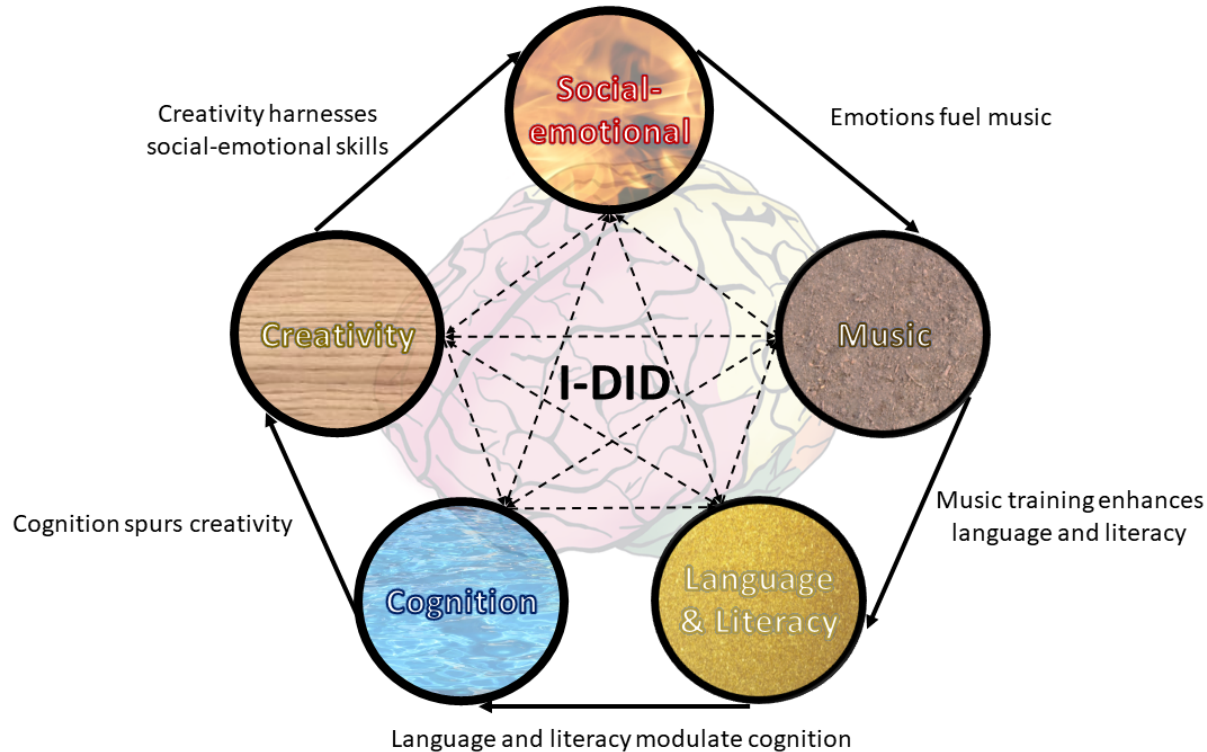 Social-
emotional
Creativity harnesses
social-emotional skills
Emotions fuel music
Creativity
Music
I-DID
Music training enhances
language and literacy
Cognition spurs creativity
Cognition
Language
& Literacy
Language and literacy modulate cognition